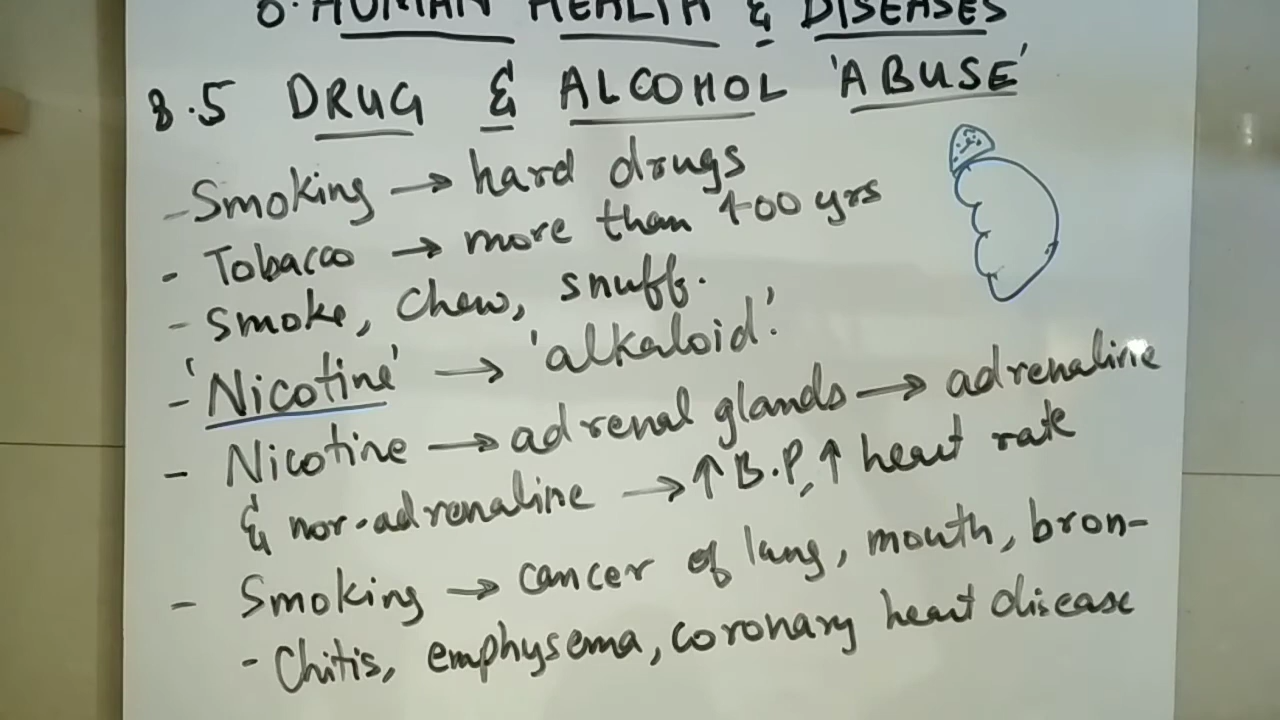 8. HUMAN HEALTH & DISEASES
8.5 DRUG & ALCOHOL 'ABUSE'
- Smoking → hard drugs
- Tobacco → more than 400 yrs
- Smoke, Chew, snuff.
- 'Nicotine' → 'alkaloid'.
- Nicotine → adrenal glands → adrenaline
& nor-adrenaline → ↑ B.P, ↑ heart rate
- Smoking → cancer of lung, mouth, bron-
- Chitis, emphysema, coronary heart disease